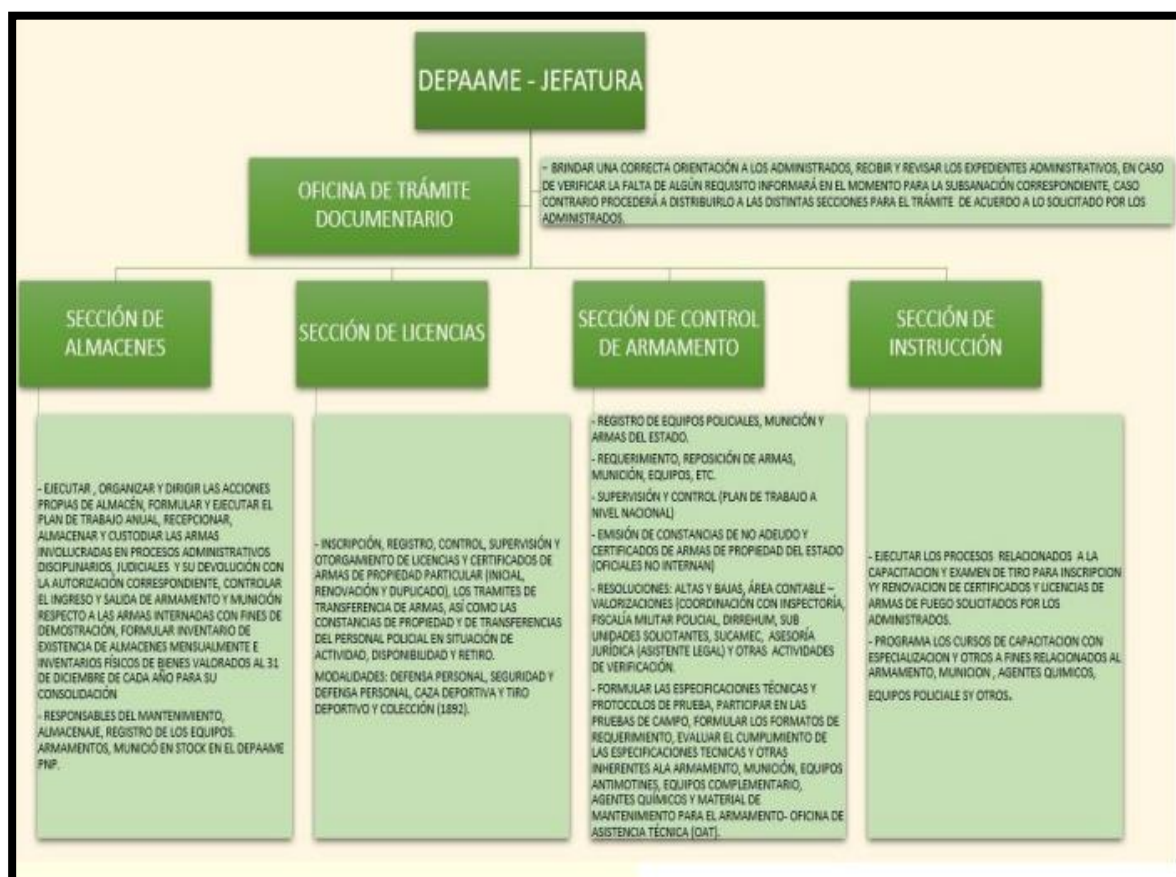 DEPAAME - JEFATURA
OFICINA DE TRÁMITE
DOCUMENTARIO
– BRINDAR UNA CORRECTA ORIENTACIÓN A LOS ADMINISTRADOS, RECIBIR Y REVISAR LOS EXPEDIENTES ADMINISTRATIVOS, EN CASO
DE VERIFICAR LA FALTA DE ALGÚN REQUISITO INFORMARÁ EN EL MOMENTO PARA LA SUBSANACIÓN CORRESPONDIENTE, CASO
CONTRARIO PROCEDERÁ A DISTRIBUIRLO A LAS DISTINTAS SECCIONES PARA EL TRÁMITE DE ACUERDO A LO SOLICITADO POR LOS
ADMINISTRADOS.
SECCIÓN DE
ALMACENES
- EJECUTAR , ORGANIZAR Y DIRIGIR LAS ACCIONES
PROPIAS DE ALMACÉN, FORMULAR Y EJECUTAR EL
PLAN DE TRABAJO ANUAL, RECEPCIONAR,
ALMACENAR Y CUSTODIAR LAS ARMAS
INVOLUCRADAS EN PROCESOS ADMINISTRATIVOS
DISCIPLINARIOS, JUDICIALES Y SU DEVOLUCIÓN CON
LA AUTORIZACIÓN CORRESPONDIENTE, CONTROLAR
EL INGRESO Y SALIDA DE ARMAMENTO Y MUNICIÓN
RESPECTO A LAS ARMAS INTERNADAS CON FINES DE
DEMOSTRACIÓN, FORMULAR INVENTARIO DE
EXISTENCIA DE ALMACENES MENSUALMENTE E
INVENTARIOS FÍSICOS DE BIENES VALORADOS AL 31
DE DICIEMBRE DE CADA AÑO PARA SU
CONSOLIDACIÓN
- RESPONSABLES DEL MANTENIMIENTO,
ALMACENAJE, REGISTRO DE LOS EQUIPOS.
ARMAMENTOS, MUNICIÓ EN STOCK EN EL DEPAAME
PNP.
SECCIÓN DE LICENCIAS
- INSCRIPCIÓN, REGISTRO, CONTROL, SUPERVISIÓN Y
OTORGAMIENTO DE LICENCIAS Y CERTIFICADOS DE
ARMAS DE PROPIEDAD PARTICULAR (INICIAL,
RENOVACIÓN Y DUPLICADO), LOS TRAMITES DE
TRANSFERENCIA DE ARMAS, ASÍ COMO LAS
CONSTANCIAS DE PROPIEDAD Y DE TRANSFERENCIAS
DEL PERSONAL POLICIAL EN SITUACIÓN DE
ACTIVIDAD, DISPONIBILIDAD Y RETIRO.
MODALIDADES: DEFENSA PERSONAL, SEGURIDAD Y
DEFENSA PERSONAL, CAZA DEPORTIVA Y TIRO
DEPORTIVO Y COLECCIÓN (1892).
SECCIÓN DE CONTROL
DE ARMAMENTO
- REGISTRO DE EQUIPOS POLICIALES, MUNICIÓN Y
ARMAS DEL ESTADO.
- REQUERIMIENTO, REPOSICIÓN DE ARMAS,
MUNICIÓN, EQUIPOS, ETC.
- SUPERVISIÓN Y CONTROL (PLAN DE TRABAJO A
NIVEL NACIONAL)
- EMISIÓN DE CONSTANCIAS DE NO ADEUDO Y
CERTIFICADOS DE ARMAS DE PROPIEDAD DEL ESTADO
(OFICIALES NO INTERNAN)
- RESOLUCIONES: ALTAS Y BAJAS, ÁREA CONTABLE –
VALORIZACIONES (COORDINACIÓN CON INSPECTORÍA,
FISCALÍA MILITAR POLICIAL, DIRREHUM, SUB
UNIDADES SOLICITANTES, SUCAMEC, ASESORÍA
JURÍDICA (ASISTENTE LEGAL) Y OTRAS ACTIVIDADES
DE VERIFICACIÓN.
- FORMULAR LAS ESPECIFICACIONES TÉCNICAS Y
PROTOCOLOS DE PRUEBA, PARTICIPAR EN LAS
PRUEBAS DE CAMPO, FORMULAR LOS FORMATOS DE
REQUERIMIENTO, EVALUAR EL CUMPLIMIENTO DE
LAS ESPECIFICACIONES TECNICAS Y OTRAS
INHERENTES ALA ARMAMENTO, MUNICIÓN, EQUIPOS
ANTIMOTINES, EQUIPOS COMPLEMENTARIO,
AGENTES QUÍMICOS Y MATERIAL DE
MANTENIMIENTO PARA EL ARMAMENTO- OFICINA DE
ASISTENCIA TÉCNICA (OAT).
SECCIÓN DE
INSTRUCCIÓN
- EJECUTAR LOS PROCESOS RELACIONADOS A LA
CAPACITACION Y EXAMEN DE TIRO PARA INSCRIPCION
YY RENOVACION DE CERTIFICADOS Y LICENCIAS DE
ARMAS DE FUEGO SOLICITADOS POR LOS
ADMINISTRADOS.
- PROGRAMA LOS CURSOS DE CAPACITACION CON
ESPECIALIZACION Y OTROS A FINES RELACIONADOS AL
ARMAMENTO, MUNICION , AGENTES QUIMICOS,
EQUIPOS POLICIALE SY OTROS.